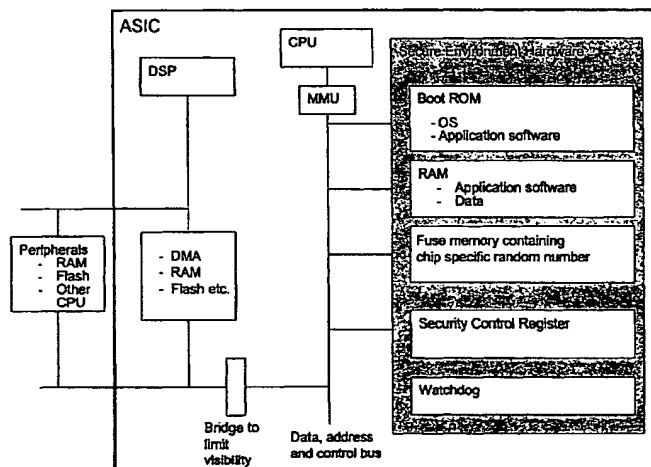 ASIC
CPU
DSP
MMU
Secure Environment Hardware
Boot ROM
- OS
- Application software
RAM
- Application software
- Data
Fuse memory containing
chip specific random number
Security Control Register
Watchdog
Peripherals
- RAM
- Flash
- Other
CPU
- DMA
- RAM
- Flash etc.
Bridge to
limit
visibility
Data, address
and control bus